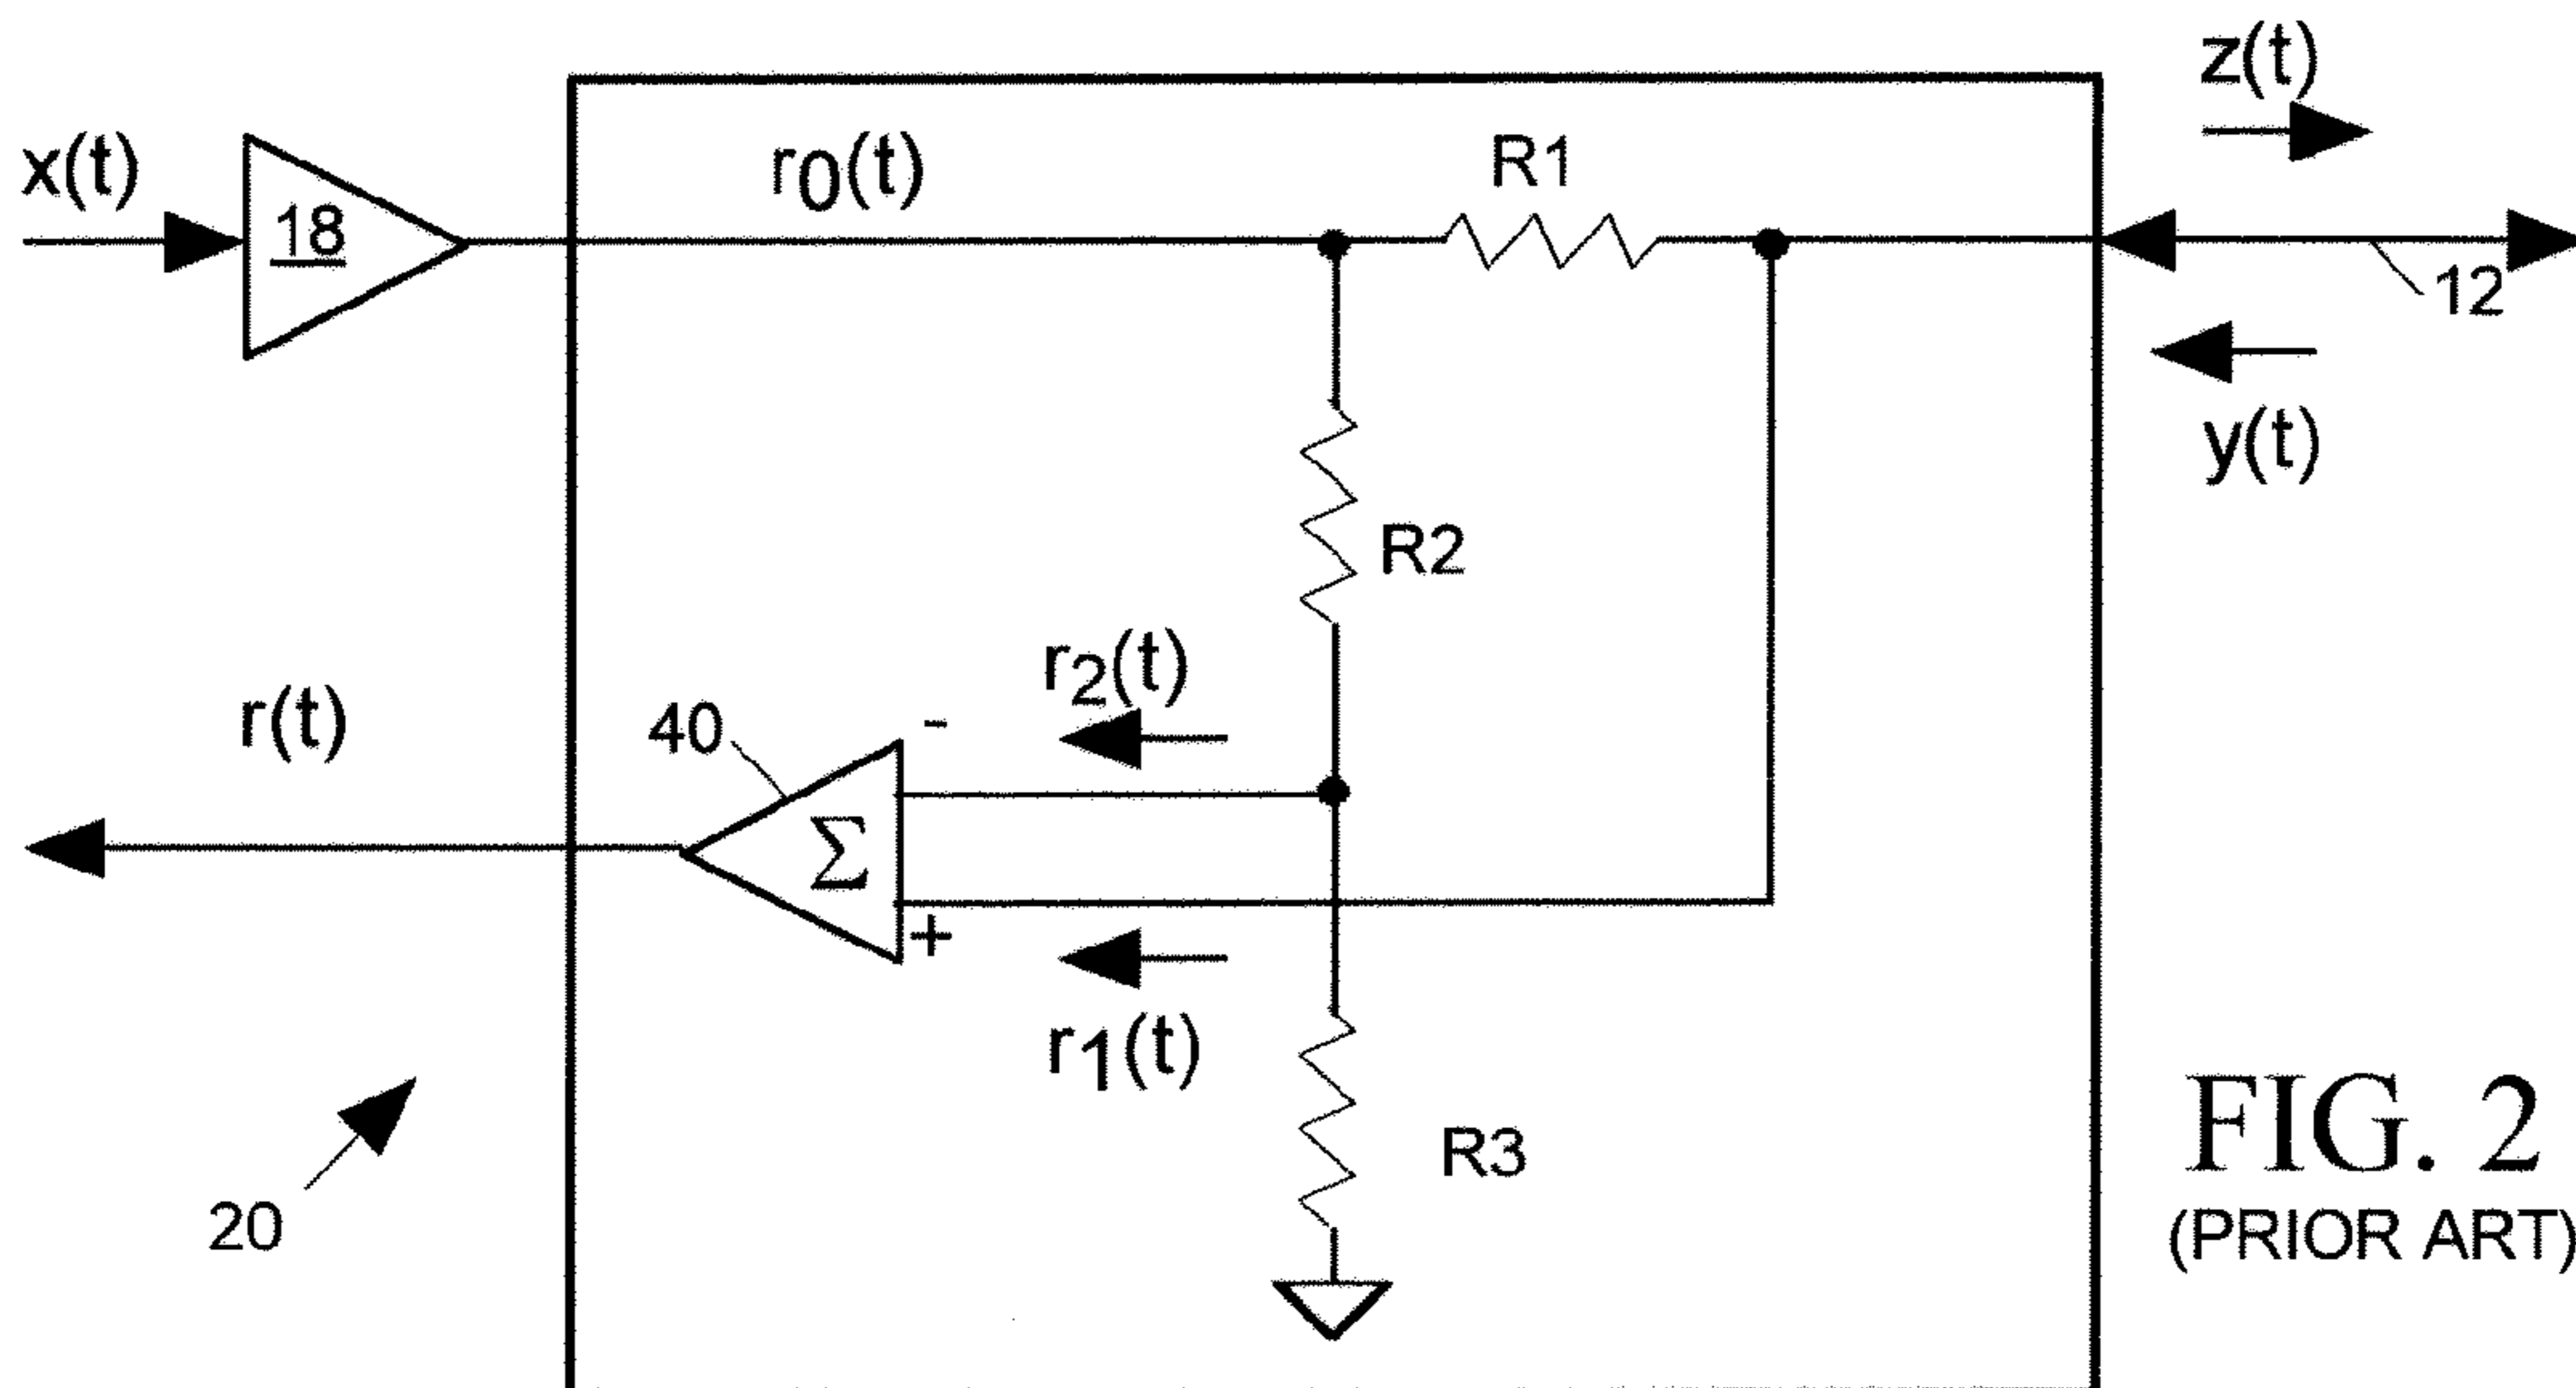 z(t)
x(t)
18
r0(t)
R1
12
y(t)
R2
r2(t)
r(t)
40
-
Σ
+
r1(t)
R3
20
FIG. 2
(PRIOR ART)